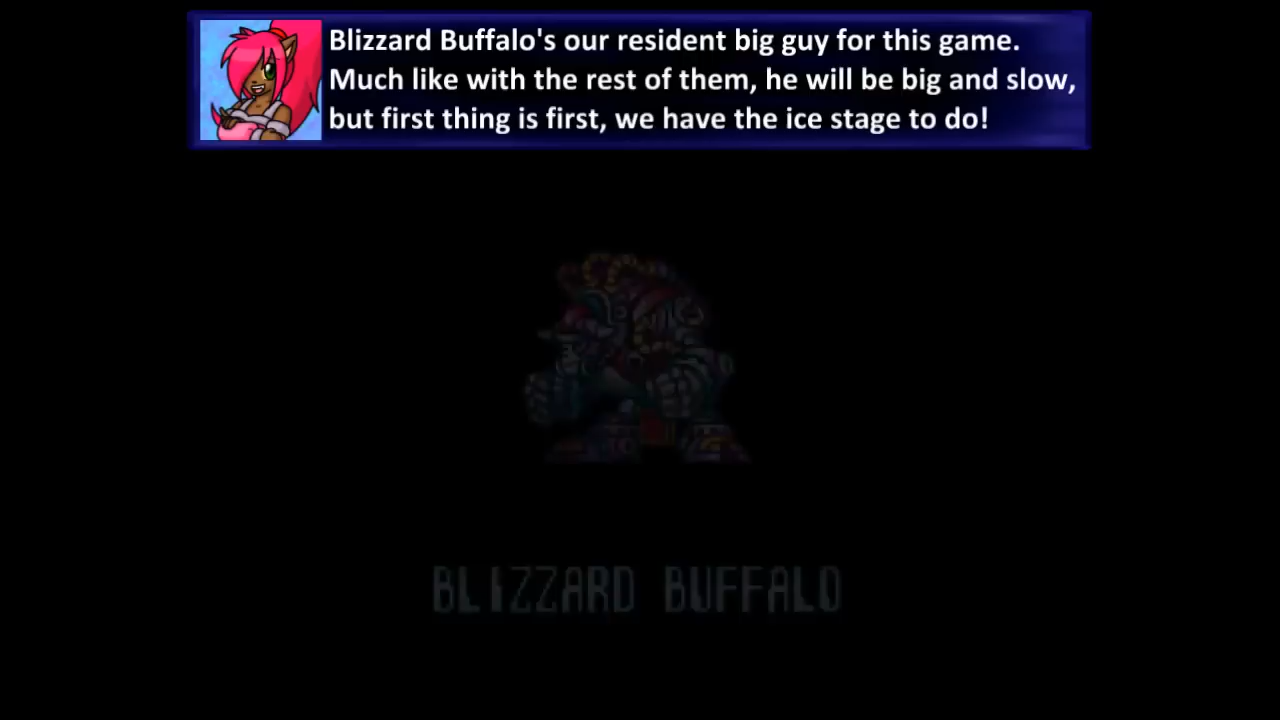 Blizzard Buffalo's our resident big guy for this game.
Much like with the rest of them, he will be big and slow,
but first thing is first, we have the ice stage to do!
BLIZZARD BUFFALO